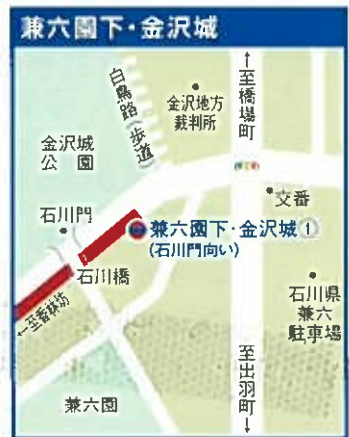 兼六園下・金沢城
白鳥路(歩道)
金沢地方
裁判所
←至橋場町
金沢城
公園
交番
石川門
兼六園下・金沢城①
(石川門向い)
石川橋
←至香林坊
石川県
兼六
駐車場
兼六園
至出羽町→